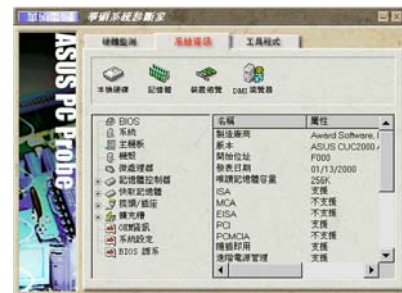 華碩系統診斷家
硬體監測 系統資訊 工具程式
ASUS PC Probe
本機硬碟 記憶體 裝置總覽 DMI 瀏覽器
BIOS
系統
主機板
機殼
微處理器
記憶體控制器
快取記憶體
接頭/插座
擴充槽
OEM資訊
系統設定
BIOS 語系
名稱 屬性
製造廠商 Award Software, I
版本 ASUS CUC2000
開始位址 F000
發表日期 01/13/2000
唯讀記憶體容量 256K
ISA 支援
MCA 不支援
EISA 不支援
PCI 支援
PCMCIA 不支援
隨插即用 支援
進階電源管理 支援